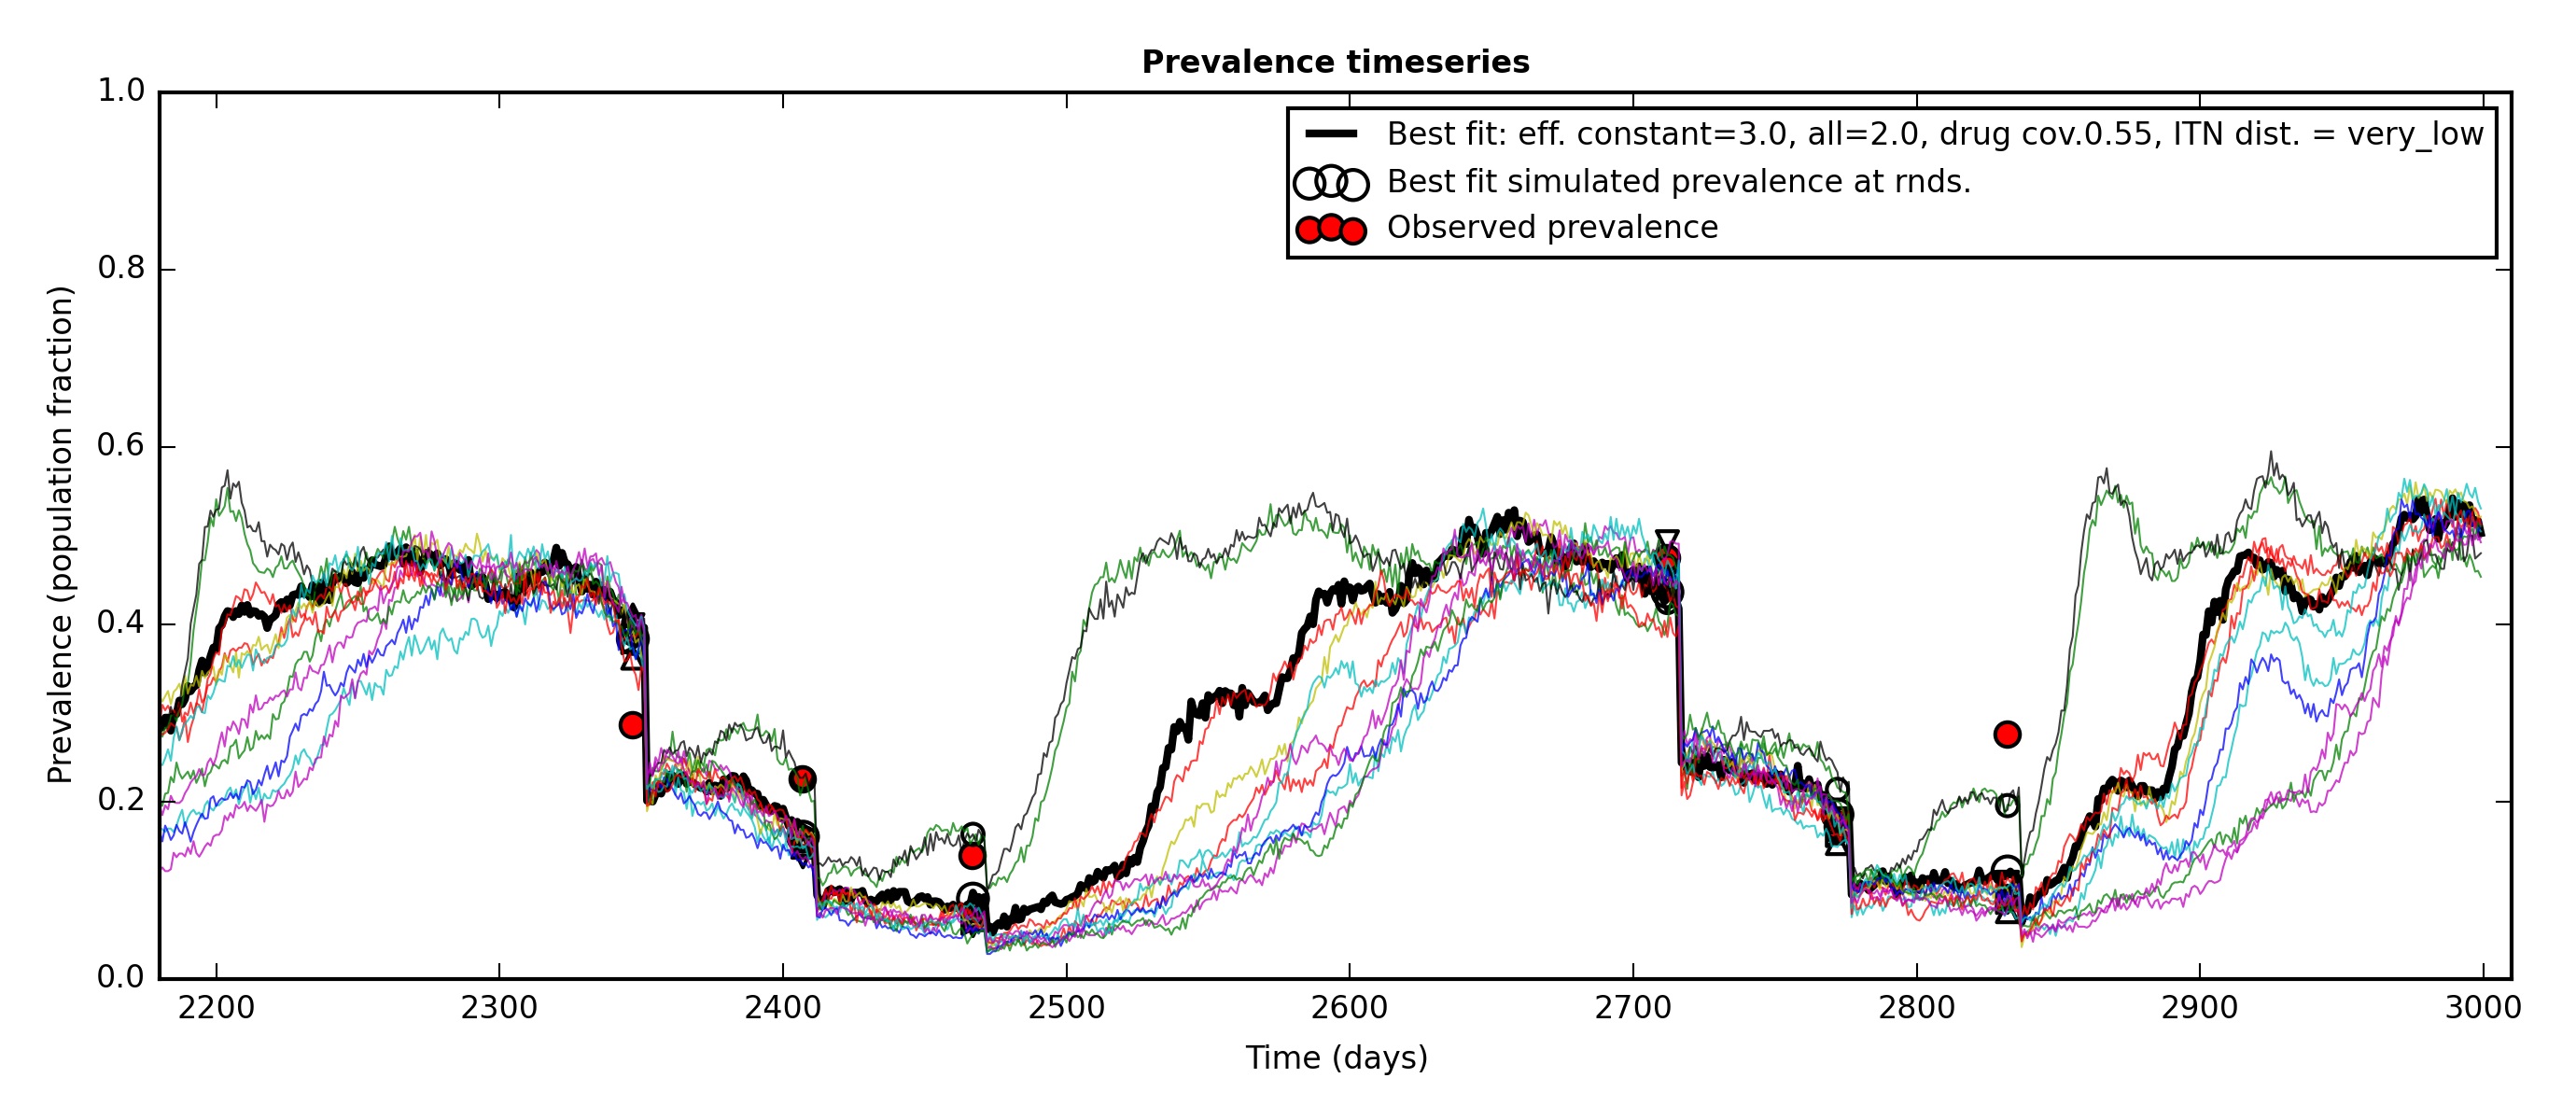 Prevalence timeseries
1.0
0.8
0.6
0.4
0.2
0.0
Prevalence (population fraction)
Best fit: eff. constant=3.0, all=2.0, drug cov.0.55, ITN dist. = very_low
Best fit simulated prevalence at rnds.
Observed prevalence
2200 2300 2400 2500 2600 2700 2800 2900 3000
Time (days)